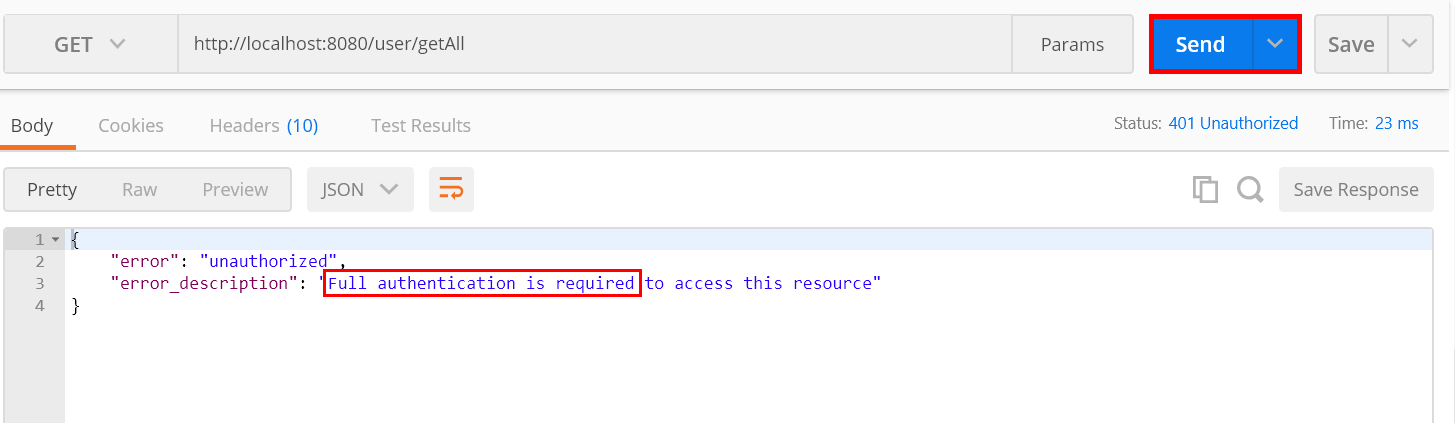 GET http://localhost:8080/user/getAll Params Send Save
Body Cookies Headers (10) Test Results Status: 401 Unauthorized Time: 23 ms
Pretty Raw Preview JSON Save Response
1 {
2 "error": "unauthorized",
3 "error_description": "Full authentication is required to access this resource"
4 }